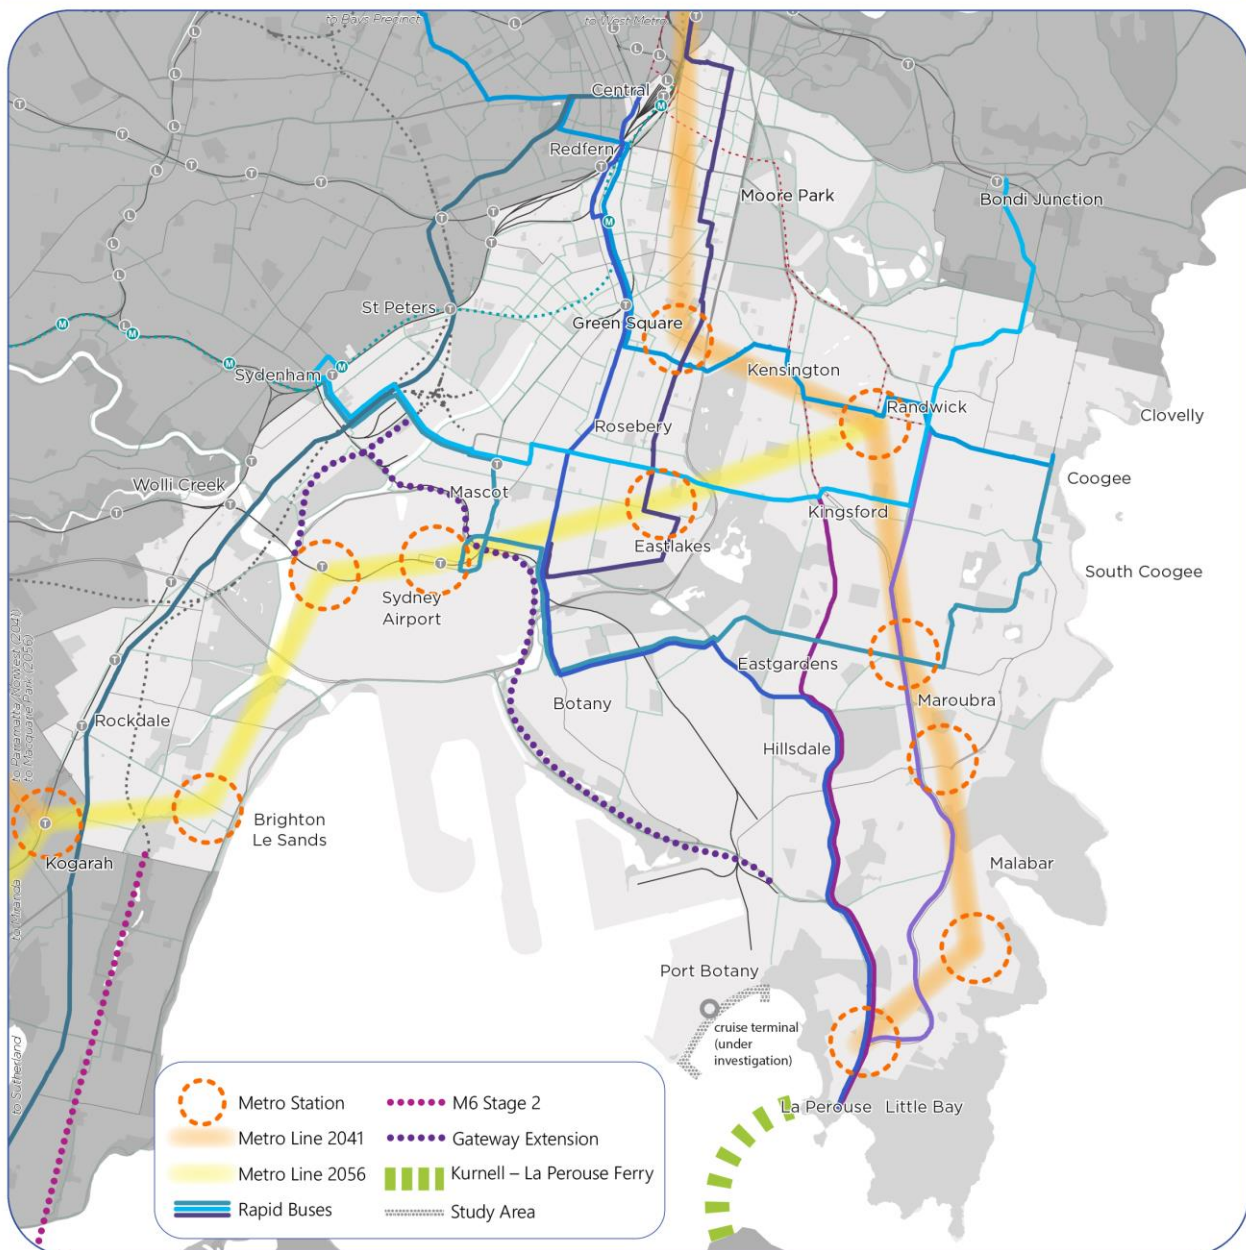 to Bays Precinct
to West Metro
Central
Redfern
Moore Park
Bondi Junction
St Peters
Green Square
Kensington
Sydenham
Randwick
Clovelly
Rosebery
Wolli Creek
Mascot
Coogee
Kingsford
Eastlakes
South Coogee
Sydney
Airport
to Parramatta/Norwest (2041)
to Macquarie Park (2056)
Eastgardens
Botany
Maroubra
Rockdale
Hillsdale
Brighton
Le Sands
Kogarah
Malabar
to Miranda
Port Botany
cruise terminal
(under
investigation)
to Sutherland
La Perouse
Little Bay
Metro Station
Metro Line 2041
Metro Line 2056
Rapid Buses
M6 Stage 2
Gateway Extension
Kurnell – La Perouse Ferry
Study Area